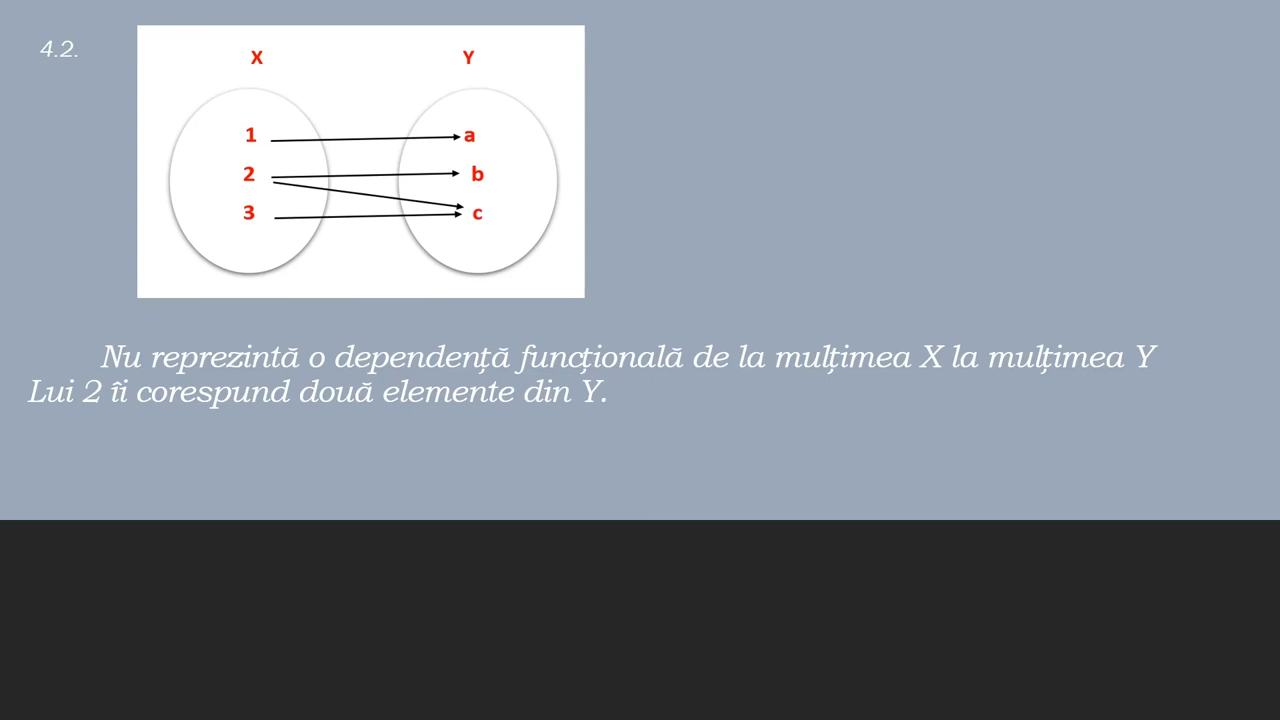 4.2.
X Y
1 a
2 b
3 c
Nu reprezintă o dependență funcțională de la mulțimea X la mulțimea Y
Lui 2 îi corespund două elemente din Y.